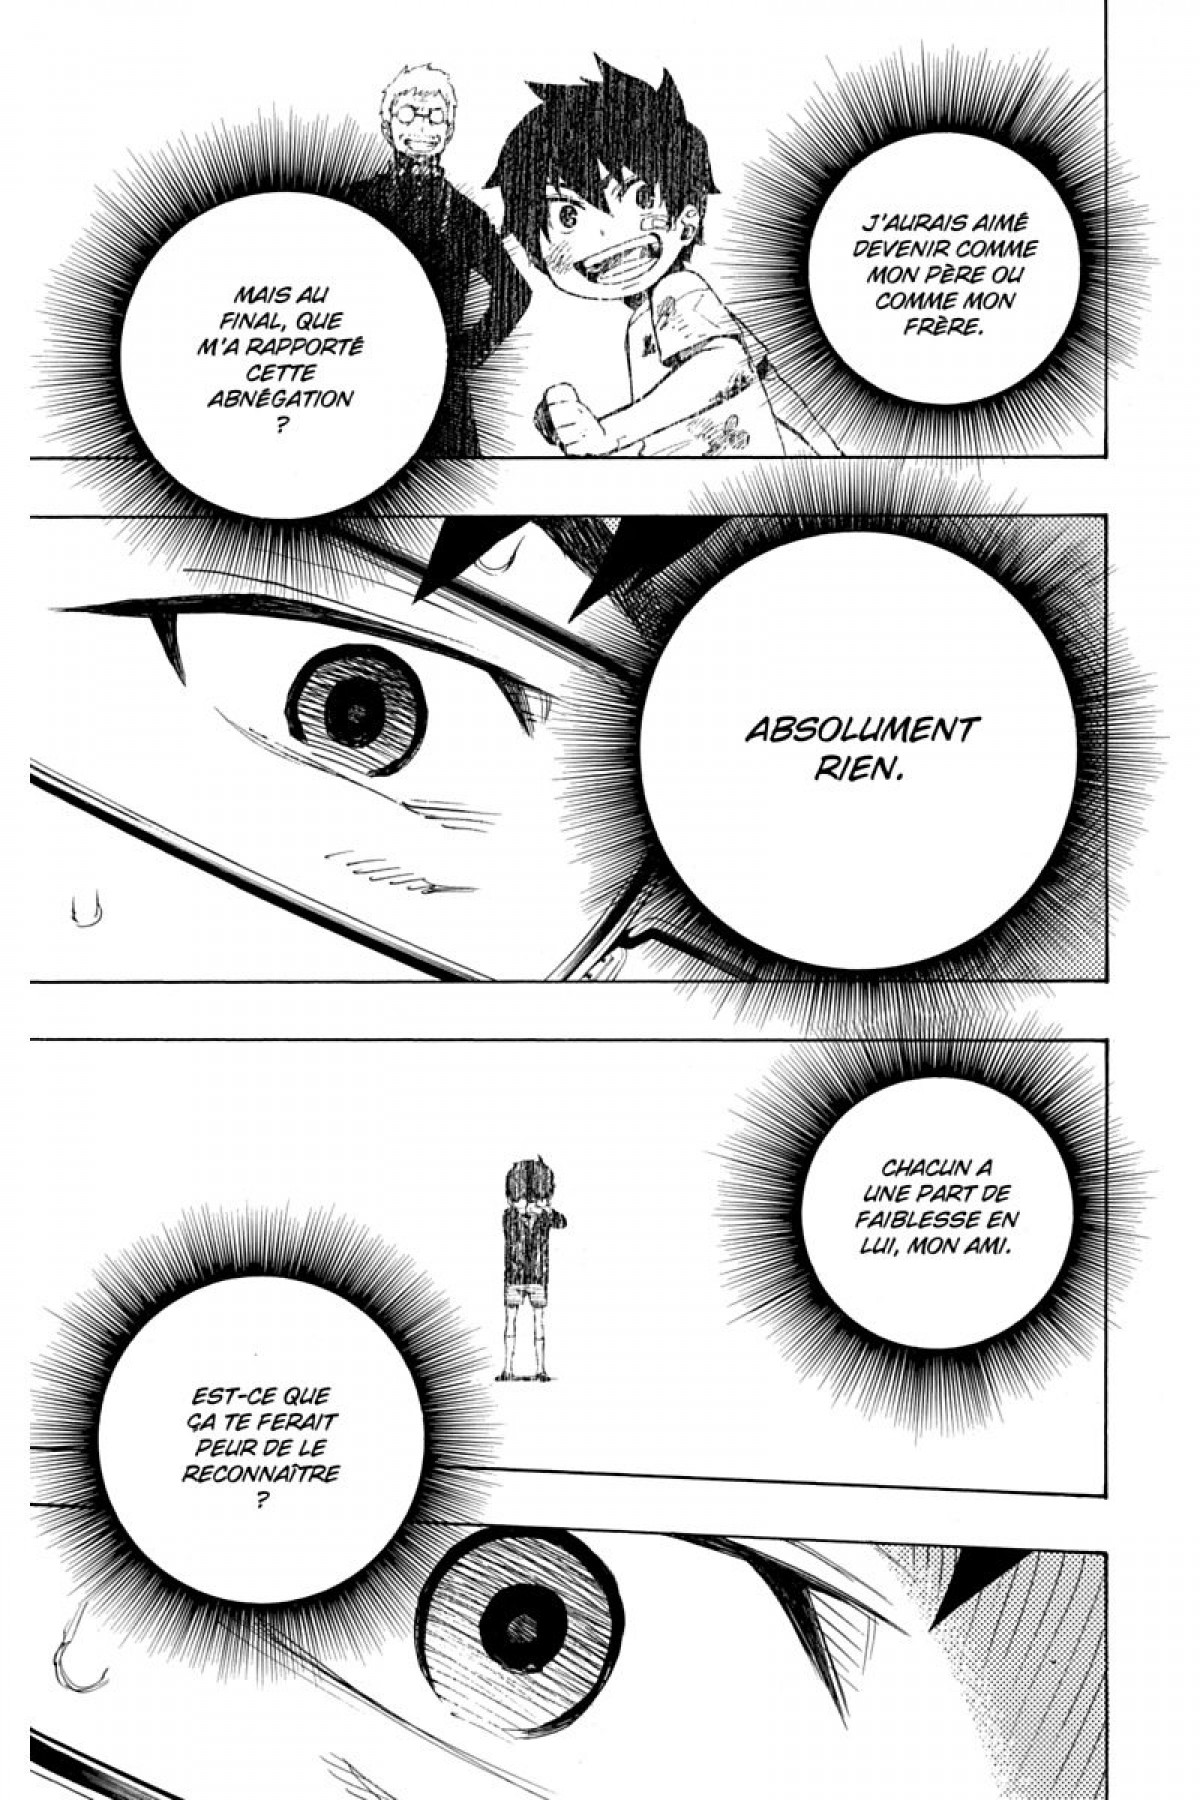 J'AURAIS AIMÉ
DEVENIR COMME
MON PÈRE OU
COMME MON
FRÈRE.
MAIS AU
FINAL, QUE
M'A RAPPORTÉ
CETTE
ABNÉGATION
?
ABSOLUMENT
RIEN.
CHACUN A
UNE PART DE
FAIBLESSE EN
LUI, MON AMI.
EST-CE QUE
ÇA TE FERAIT
PEUR DE LE
RECONNAÎTRE
?